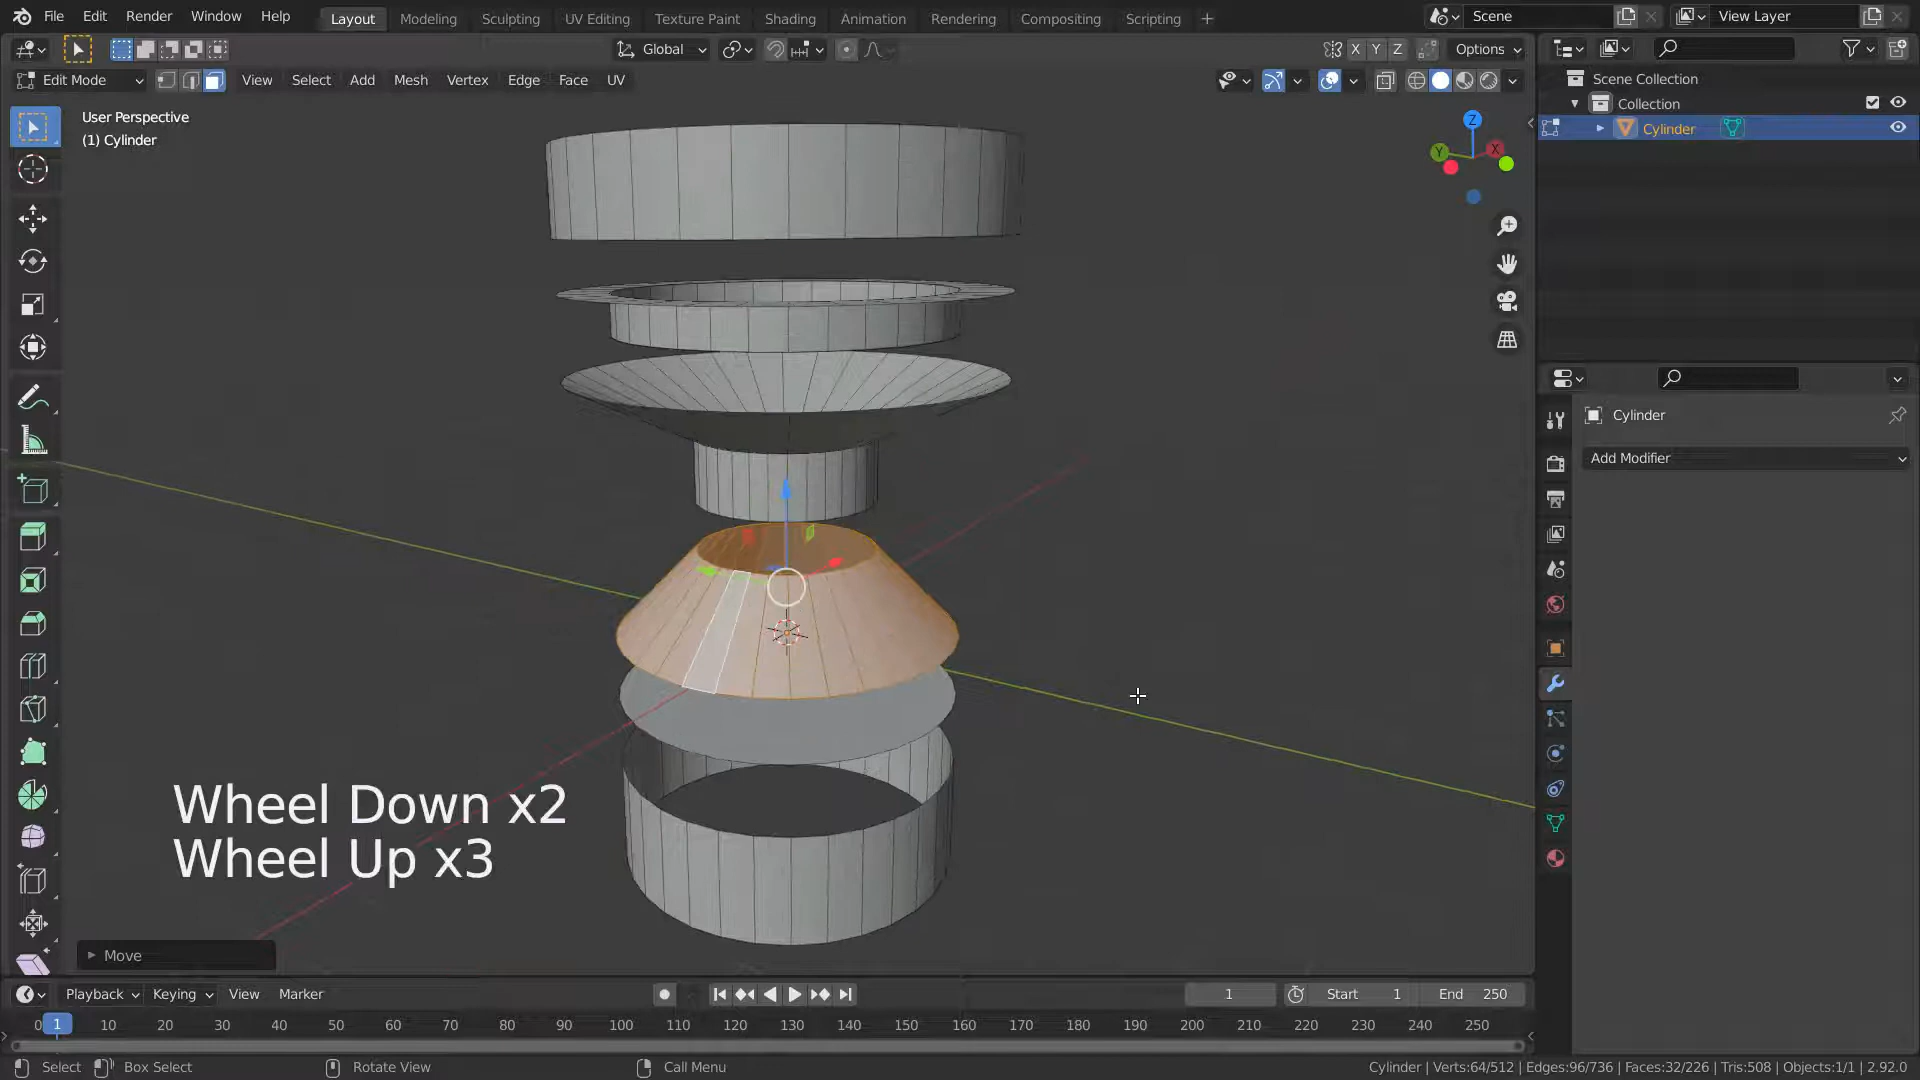 File Edit Render Window Help Layout Modeling Sculpting UV Editing Texture Paint Shading Animation Rendering Compositing Scripting + Scene View Layer
Global X Y Z Options
Edit Mode View Select Add Mesh Vertex Edge Face UV
Scene Collection
Collection
Cylinder
User Perspective
(1) Cylinder
Z
Y
X
Cylinder
Add Modifier
Wheel Down x2
Wheel Up x3
Move
Playback Keying View Marker 1 Start 1 End 250
0 1 10 20 30 40 50 60 70 80 90 100 110 120 130 140 150 160 170 180 190 200 210 220 230 240 250
Select Box Select Rotate View Call Menu Cylinder | Verts:64/512 | Edges:96/736 | Faces:32/226 | Tris:508 | Objects:1/1 | 2.92.0